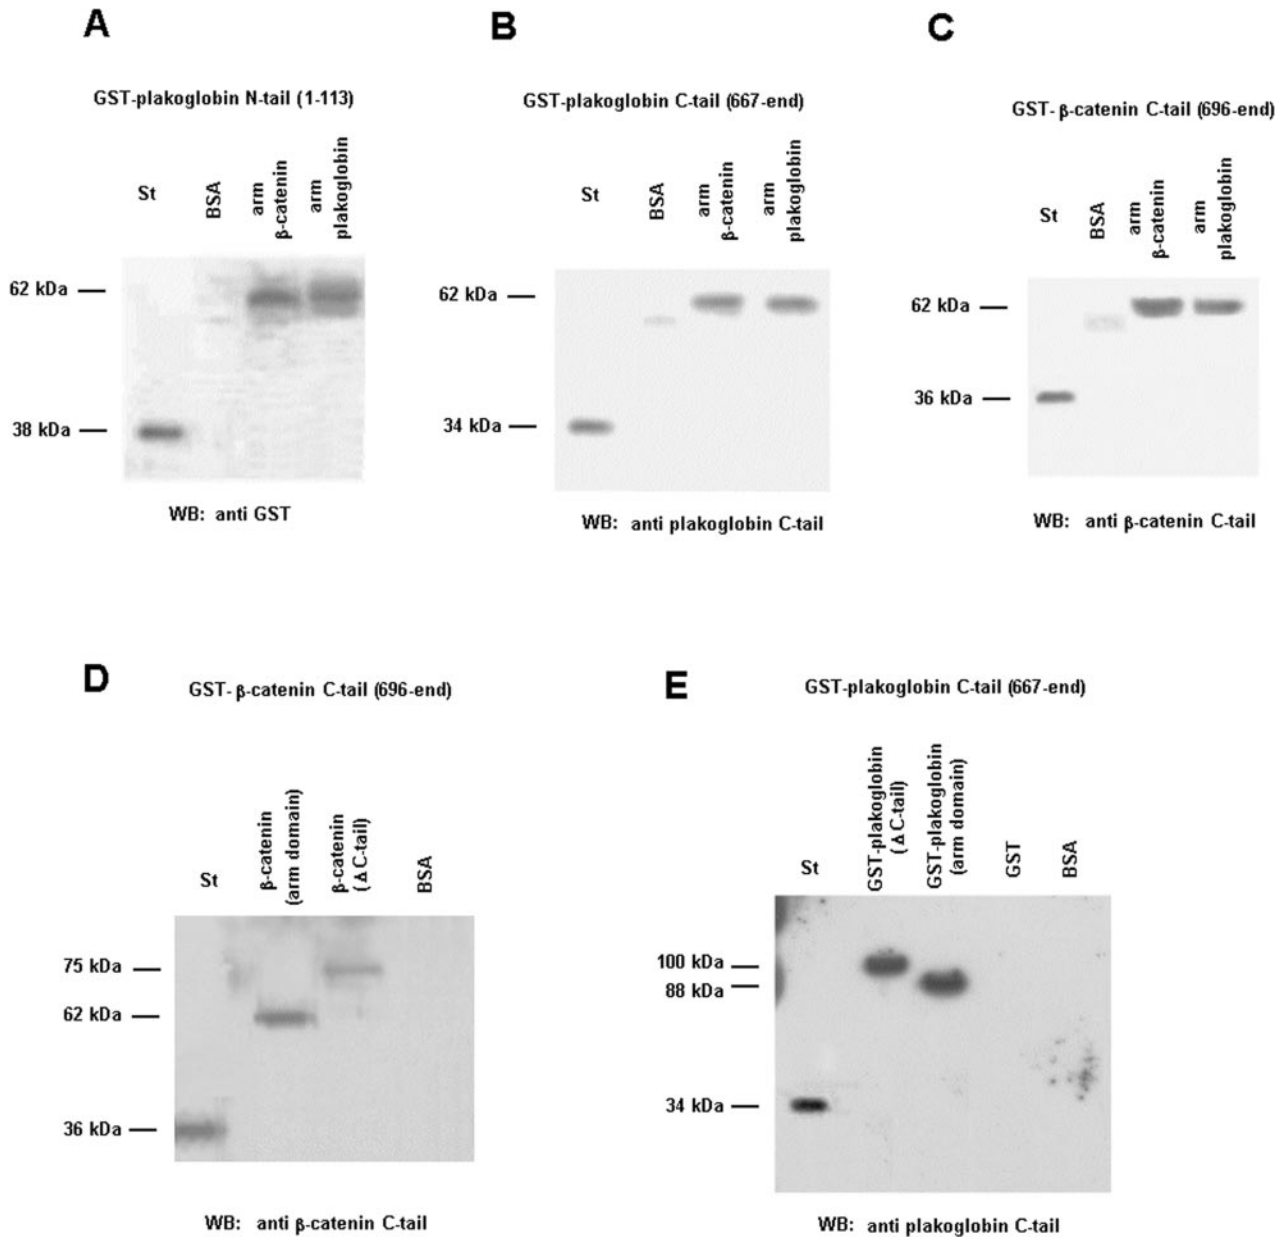 A
GST-plakoglobin N-tail (1-113)
St
BSA
arm
β-catenin
arm
plakoglobin
62 kDa
38 kDa
WB: anti GST
B
GST-plakoglobin C-tail (667-end)
St
BSA
arm
β-catenin
arm
plakoglobin
62 kDa
34 kDa
WB: anti plakoglobin C-tail
C
GST- β-catenin C-tail (696-end)
St
BSA
arm
β-catenin
arm
plakoglobin
62 kDa
36 kDa
WB: anti β-catenin C-tail
D
GST- β-catenin C-tail (696-end)
St
β-catenin
(arm domain)
β-catenin
(Δ C-tail)
BSA
75 kDa
62 kDa
36 kDa
WB: anti β-catenin C-tail
E
GST-plakoglobin C-tail (667-end)
St
GST-plakoglobin
(Δ C-tail)
GST-plakoglobin
(arm domain)
GST
BSA
100 kDa
88 kDa
34 kDa
WB: anti plakoglobin C-tail